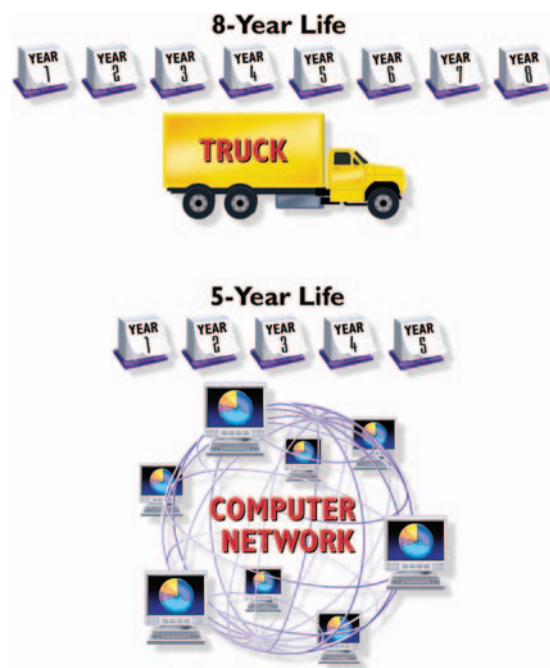 8-Year Life
YEAR 1 YEAR 2 YEAR 3 YEAR 4 YEAR 5 YEAR 6 YEAR 7 YEAR 8
TRUCK
5-Year Life
YEAR 1 YEAR 2 YEAR 3 YEAR 4 YEAR 5
COMPUTER
NETWORK